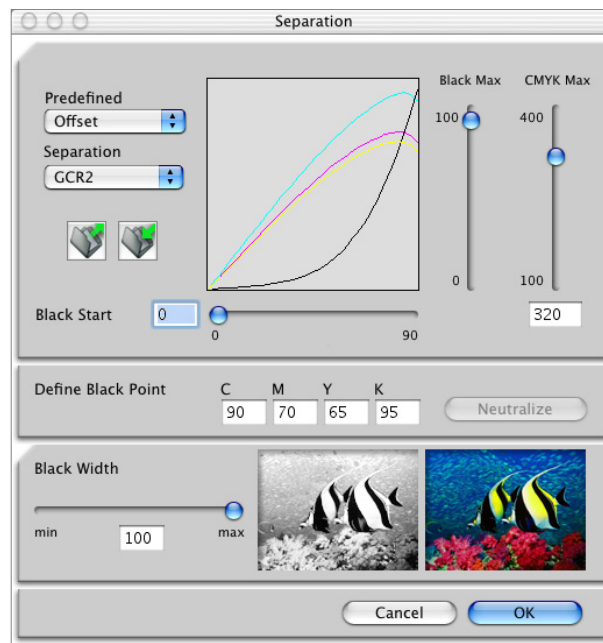 Separation
Predefined
Offset
Separation
GCR2
Black Max
CMYK Max
100
400
0
100
Black Start
0
0
90
320
Define Black Point
C
M
Y
K
90
70
65
95
Neutralize
Black Width
min
100
max
Cancel
OK